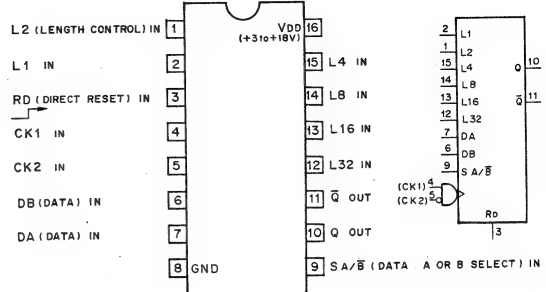 L2 (LENGTH CONTROL) IN 1
L1 IN 2
RD (DIRECT RESET) IN 3
CK1 IN 4
CK2 IN 5
DB (DATA) IN 6
DA (DATA) IN 7
8 GND
VDD 16
(+3 to +18V)
15 L4 IN
14 L8 IN
13 L16 IN
12 L32 IN
11 Q̅ OUT
10 Q OUT
9 SA/B̅ (DATA A OR B SELECT) IN
2 L1
1 L2
15 L4
14 L8
13 L16
12 L32
7 DA
6 DB
9 SA/B̅
(CK1) 4
(CK2) 5
Q 10
Q̅ 11
RD
3